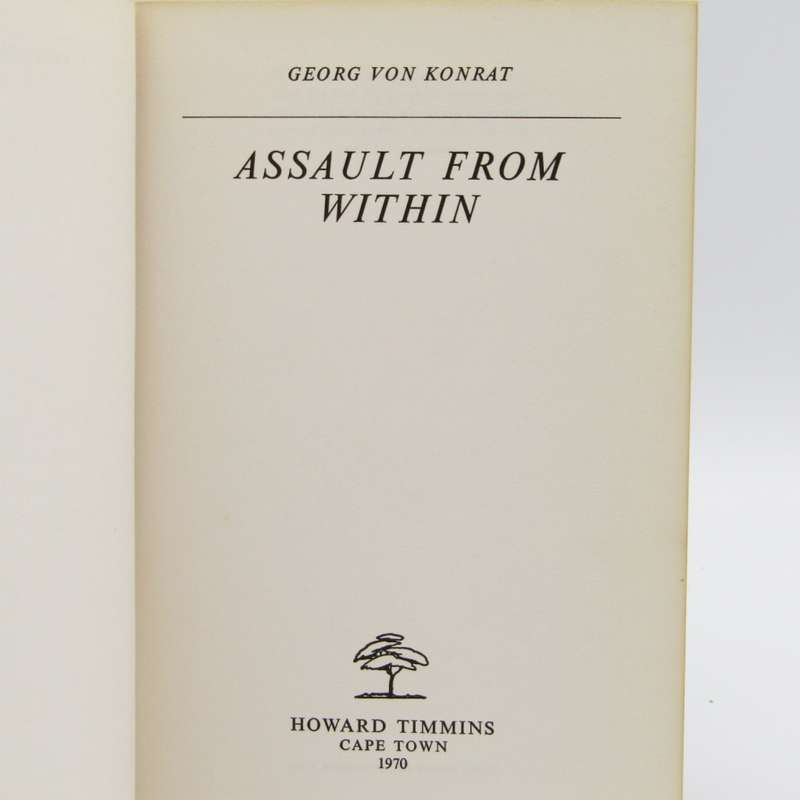 GEORG VON KONRAT
ASSAULT FROM
WITHIN
HOWARD TIMMINS
CAPE TOWN
1970